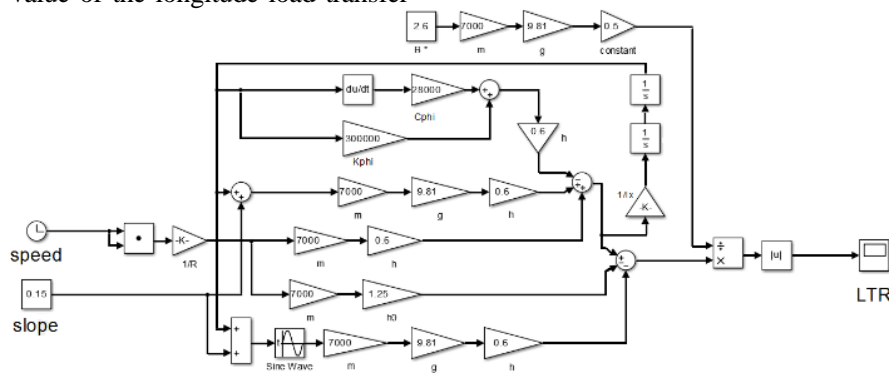 value of the longitude load transfer
2.6 7000 9.81 0.5
B * m g constant
du/dt 28000 + +
Cphi
1
s
1
s
300000
Kphi
0.6 h
+ + 7000 9.81 0.6 − + +
m g h
1/Ix -K-
speed -K- 7000 0.6
1/R m h
÷ × |u|
LTR
0.15
slope
7000 1.25 + − −
m h0
+ + t Sine Wave 7000 9.81 0.6
m g h